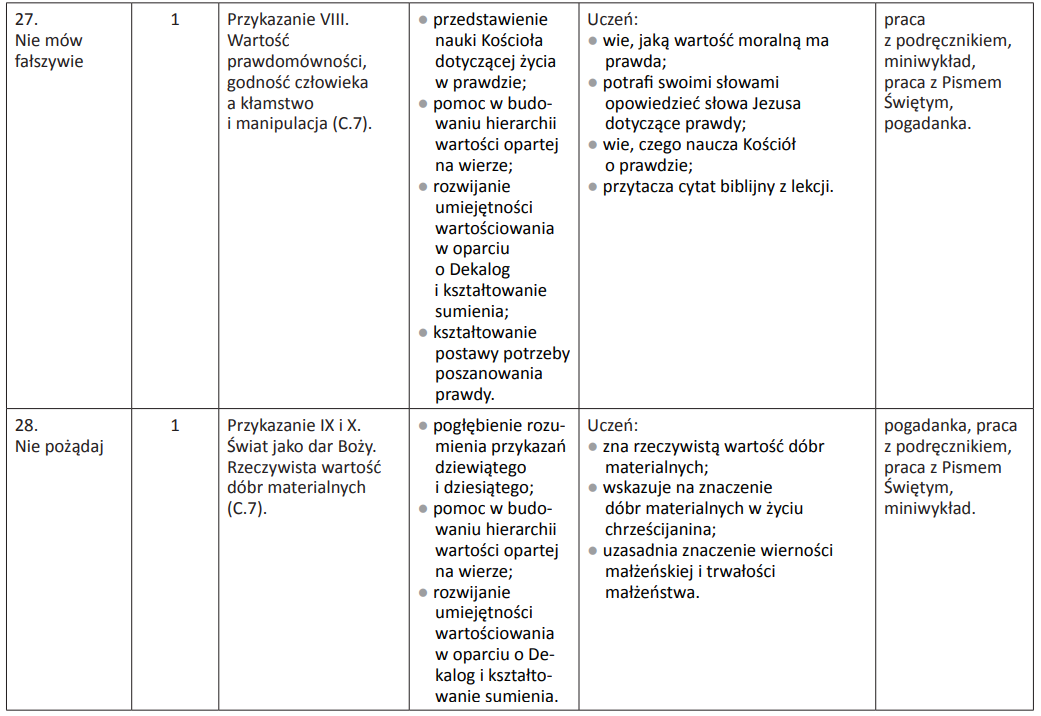 27.
Nie mów
fałszywie
1
Przykazanie VIII.
Wartość
prawdomówności,
godność człowieka
a kłamstwo
i manipulacja (C.7).
● przedstawienie
nauki Kościoła
dotyczącej życia
w prawdzie;
● pomoc w budo-
waniu hierarchii
wartości opartej
na wierze;
● rozwijanie
umiejętności
wartościowania
w oparciu
o Dekalog
i kształtowanie
sumienia;
● kształtowanie
postawy potrzeby
poszanowania
prawdy.
Uczeń:
● wie, jaką wartość moralną ma
prawda;
● potrafi swoimi słowami
opowiedzieć słowa Jezusa
dotyczące prawdy;
● wie, czego naucza Kościół
o prawdzie;
● przytacza cytat biblijny z lekcji.
praca
z podręcznikiem,
miniwykład,
praca z Pismem
Świętym,
pogadanka.
28.
Nie pożądaj
1
Przykazanie IX i X.
Świat jako dar Boży.
Rzeczywista wartość
dóbr materialnych
(C.7).
● pogłębienie rozu-
mienia przykazań
dziewiątego
i dziesiątego;
● pomoc w budo-
waniu hierarchii
wartości opartej
na wierze;
● rozwijanie
umiejętności
wartościowania
w oparciu o De-
kalog i kształto-
wanie sumienia.
Uczeń:
● zna rzeczywistą wartość dóbr
materialnych;
● wskazuje na znaczenie
dóbr materialnych w życiu
chrześcijanina;
● uzasadnia znaczenie wierności
małżeńskiej i trwałości
małżeństwa.
pogadanka, praca
z podręcznikiem,
praca z Pismem
Świętym,
miniwykład.